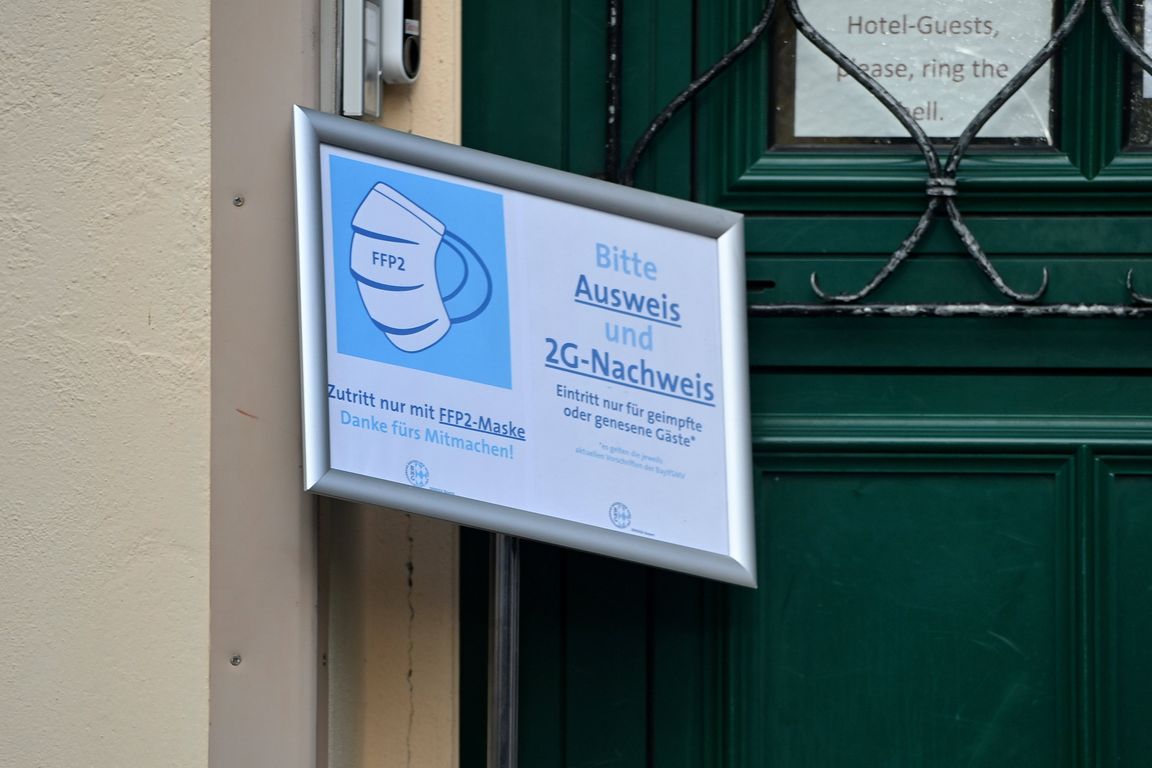 Hotel-Guests,
please, ring the
bell.
FFP2
Zutritt nur mit FFP2-Maske
Danke fürs Mitmachen!
Bitte
Ausweis
und
2G-Nachweis
Eintritt nur für geimpfte
oder genesene Gäste*
*es gelten die jeweils
aktuellen Vorschriften der BayIfSMV